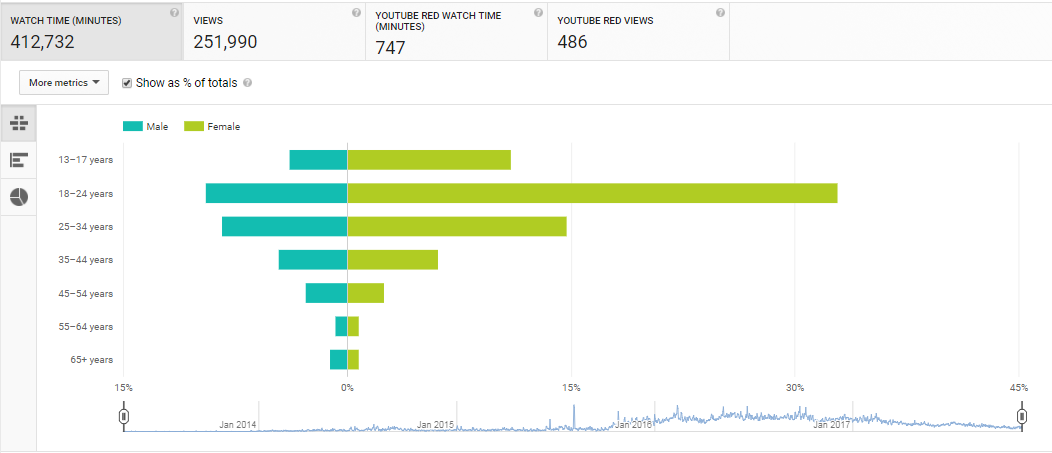 WATCH TIME (MINUTES) ?
412,732
VIEWS ?
251,990
YOUTUBE RED WATCH TIME ?
(MINUTES)
747
YOUTUBE RED VIEWS ?
486
More metrics
Show as % of totals ?
Male Female
13–17 years
18–24 years
25–34 years
35–44 years
45–54 years
55–64 years
65+ years
15% 0% 15% 30% 45%
Jan 2014 Jan 2015 Jan 2016 Jan 2017